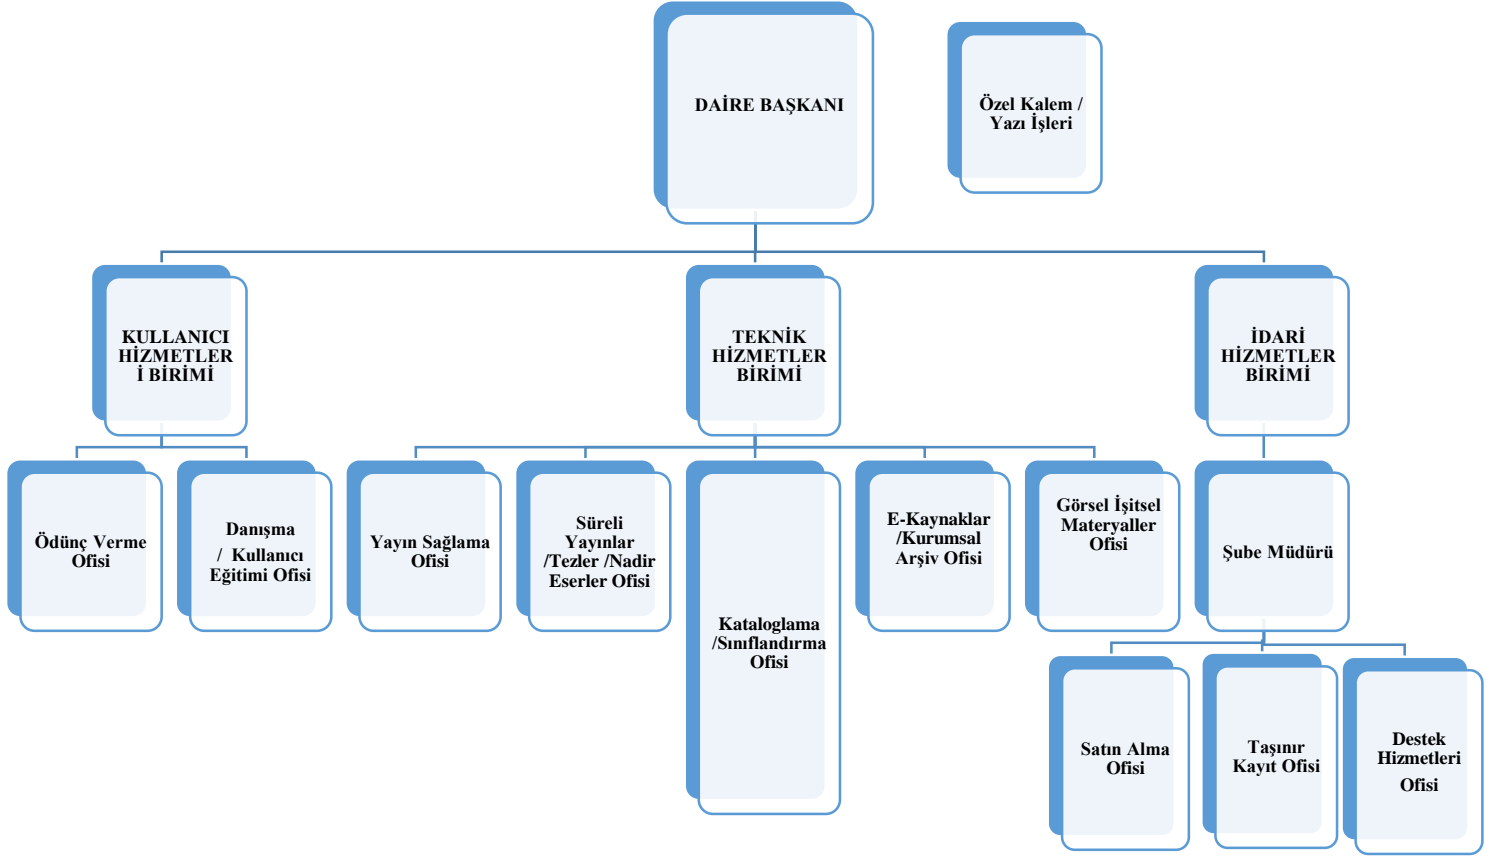 DAİRE BAŞKANI
Özel Kalem /
Yazı İşleri
KULLANICI
HİZMETLER
İ BİRİMİ
TEKNİK
HİZMETLER
BİRİMİ
İDARİ
HİZMETLER
BİRİMİ
Ödünç Verme
Ofisi
Danışma
/ Kullanıcı
Eğitimi Ofisi
Yayın Sağlama
Ofisi
Süreli
Yayınlar
/Tezler /Nadir
Eserler Ofisi
Kataloglama
/Sınıflandırma
Ofisi
E-Kaynaklar
/Kurumsal
Arşiv Ofisi
Görsel İşitsel
Materyaller
Ofisi
Şube Müdürü
Satın Alma
Ofisi
Taşınır
Kayıt Ofisi
Destek
Hizmetleri
Ofisi